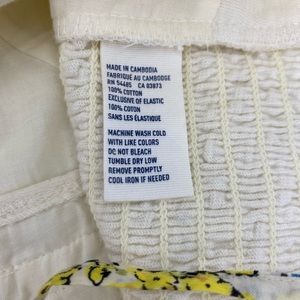 MADE IN CAMBODIA
FABRIQUE AU CAMBODGE
RN 54485 CA 03873
100% COTTON
EXCLUSIVE OF ELASTIC
100% COTON
SANS LES ÉLASTIQUE
MACHINE WASH COLD
WITH LIKE COLORS
DO NOT BLEACH
TUMBLE DRY LOW
REMOVE PROMPTLY
COOL IRON IF NEEDED